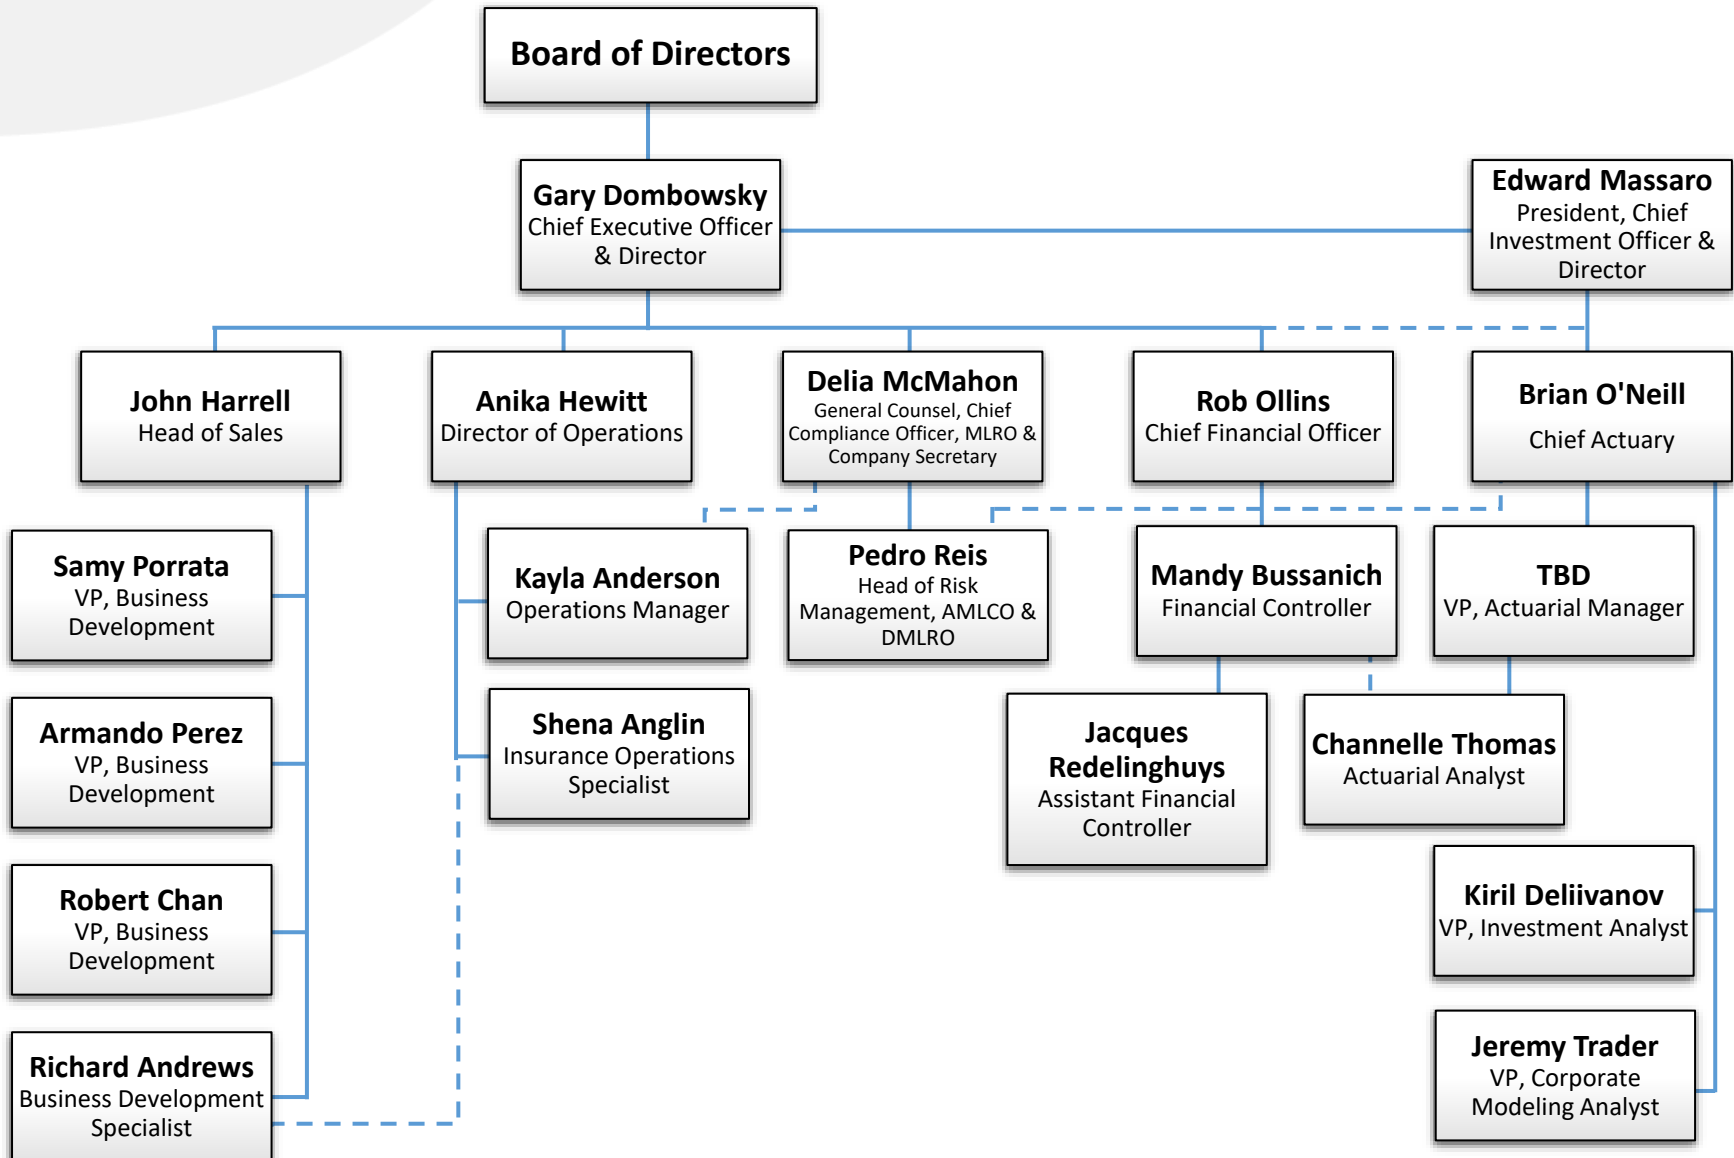 Board of Directors
Gary Dombowsky
Chief Executive Officer
& Director
Edward Massaro
President, Chief
Investment Officer &
Director
John Harrell
Head of Sales
Anika Hewitt
Director of Operations
Delia McMahon
General Counsel, Chief
Compliance Officer, MLRO &
Company Secretary
Rob Ollins
Chief Financial Officer
Brian O'Neill
Chief Actuary
Samy Porrata
VP, Business
Development
Kayla Anderson
Operations Manager
Pedro Reis
Head of Risk
Management, AMLCO &
DMLRO
Mandy Bussanich
Financial Controller
TBD
VP, Actuarial Manager
Armando Perez
VP, Business
Development
Shena Anglin
Insurance Operations
Specialist
Jacques
Redelinghuys
Assistant Financial
Controller
Channelle Thomas
Actuarial Analyst
Robert Chan
VP, Business
Development
Kiril Deliivanov
VP, Investment Analyst
Richard Andrews
Business Development
Specialist
Jeremy Trader
VP, Corporate
Modeling Analyst